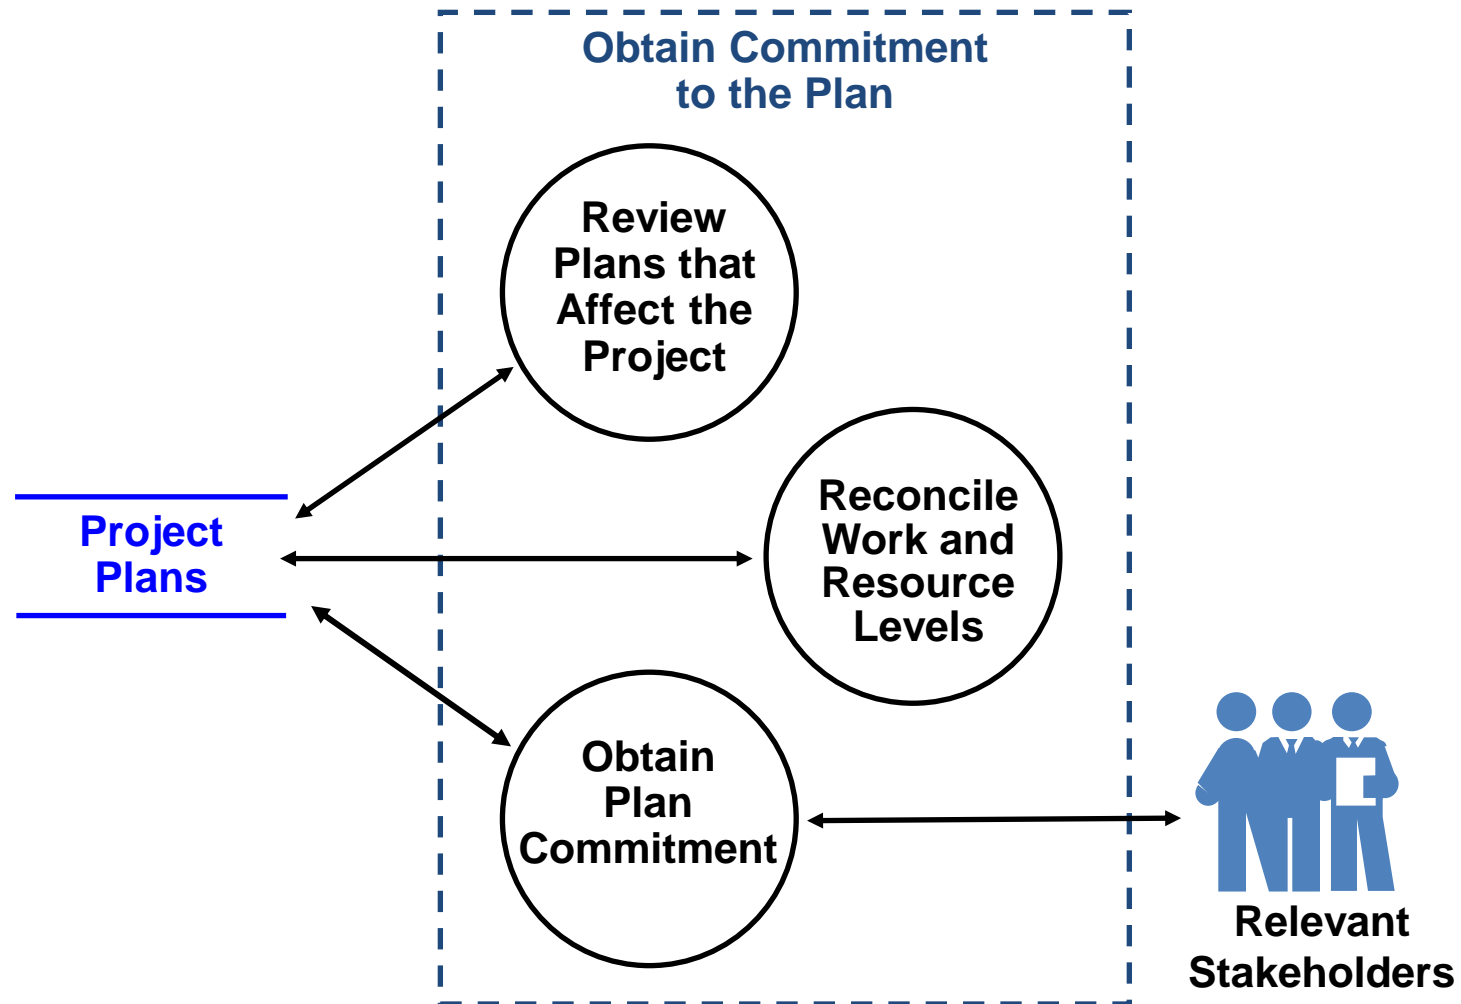 Obtain Commitment
to the Plan
Review
Plans that
Affect the
Project
Reconcile
Work and
Resource
Levels
Project
Plans
Obtain
Plan
Commitment
Relevant
Stakeholders